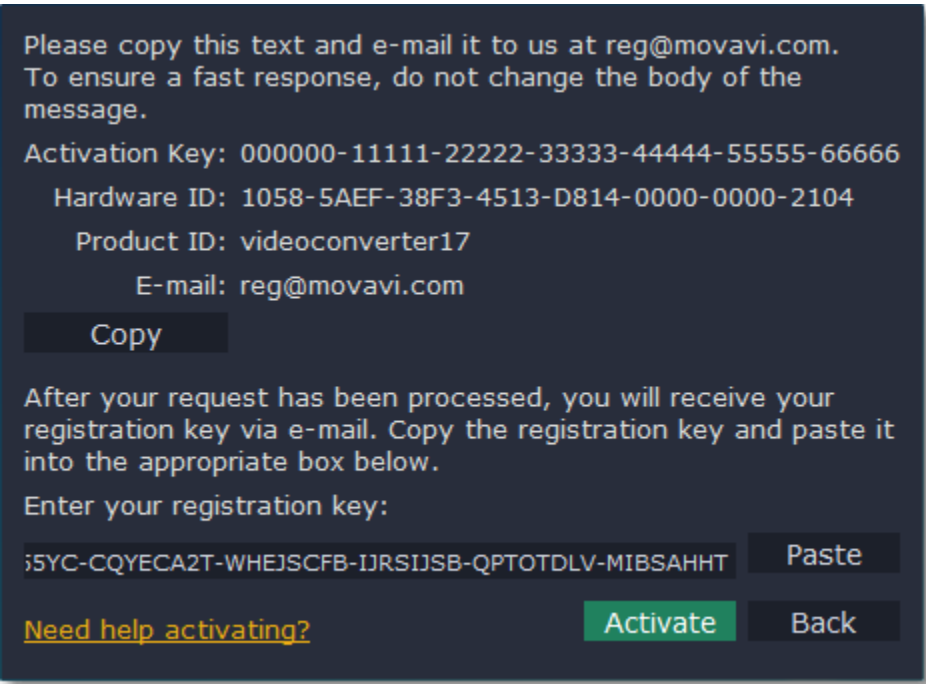 Please copy this text and e-mail it to us at reg@movavi.com.
To ensure a fast response, do not change the body of the
message.
Activation Key: 000000-11111-22222-33333-44444-55555-66666
Hardware ID: 1058-5AEF-38F3-4513-D814-0000-0000-2104
Product ID: videoconverter17
E-mail: reg@movavi.com
Copy
After your request has been processed, you will receive your
registration key via e-mail. Copy the registration key and paste it
into the appropriate box below.
Enter your registration key:
55YC-CQYECA2T-WHEJSCFB-IJRSIJSB-QPTOTDLV-MIBSAHHT Paste
Need help activating? Activate Back